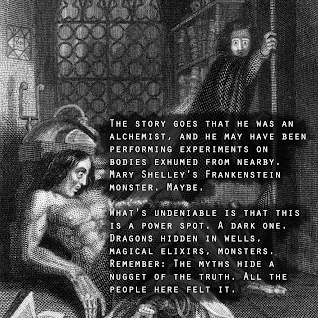 The story goes that he was an
alchemist, and he may have been
performing experiments on
bodies exhumed from nearby.
Mary Shelley's Frankenstein
monster. Maybe.
What's undeniable is that this
is a power spot. A dark one.
Dragons hidden in wells,
magical elixirs, monsters.
Remember: The myths hide a
nugget of the truth. All the
people here felt it.